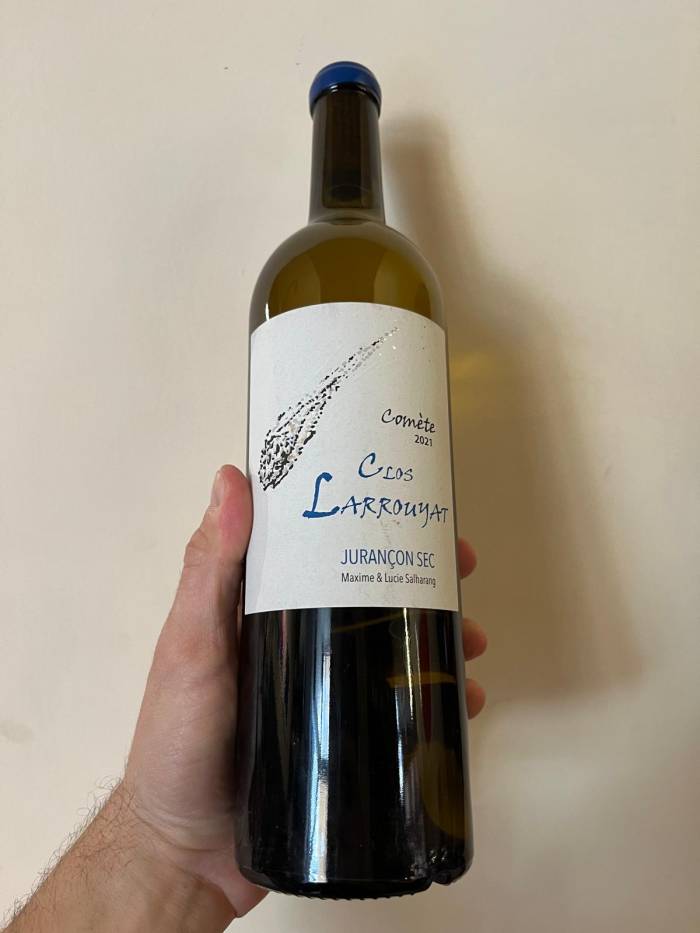 Comète
2021
Clos
Larrouyat
JURANÇON SEC
Maxime & Lucie Salharang